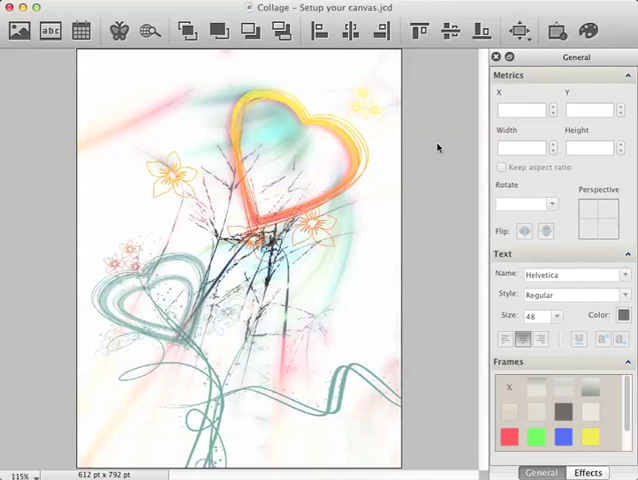 Collage - Setup your canvas.jcd
abc
General
Metrics
X Y
Width Height
Keep aspect ratio
Rotate
Perspective
Flip:
Text
Name: Helvetica
Style: Regular
Size: 48 Color:
U a a
Frames
X
General Effects
115% 612 pt x 792 pt